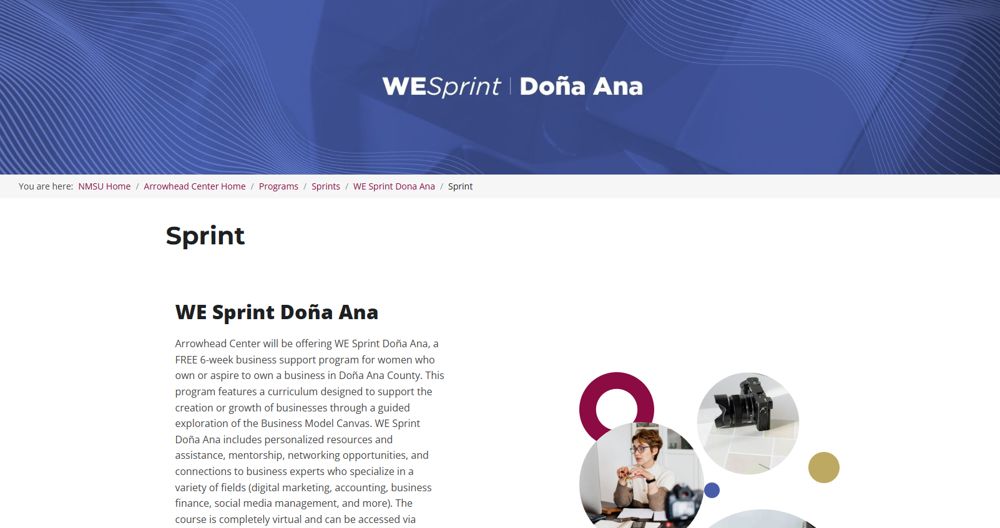 WESprint | Doña Ana
You are here: NMSU Home / Arrowhead Center Home / Programs / Sprints / WE Sprint Dona Ana / Sprint
Sprint
WE Sprint Doña Ana
Arrowhead Center will be offering WE Sprint Doña Ana, a
FREE 6-week business support program for women who
own or aspire to own a business in Doña Ana County. This
program features a curriculum designed to support the
creation or growth of businesses through a guided
exploration of the Business Model Canvas. WE Sprint
Doña Ana includes personalized resources and
assistance, mentorship, networking opportunities, and
connections to business experts who specialize in a
variety of fields (digital marketing, accounting, business
finance, social media management, and more). The
course is completely virtual and can be accessed via